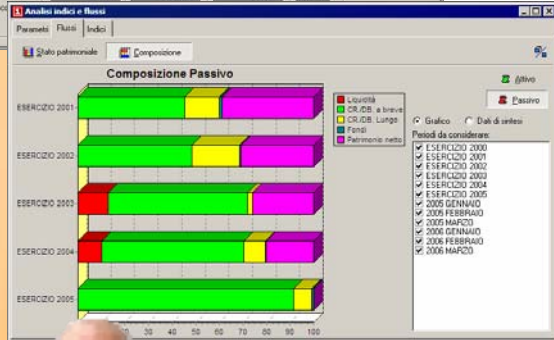 Analisi indici e flussi
Parametri Flussi Indici
Stato patrimoniale Composizione
Composizione Passivo
Attivo
Passivo
Grafico Dati di sintesi
Periodi da considerare:
ESERCIZIO 2000
ESERCIZIO 2001
ESERCIZIO 2002
ESERCIZIO 2003
ESERCIZIO 2004
ESERCIZIO 2005
2005 GENNAIO
2005 FEBBRAIO
2005 MARZO
2006 GENNAIO
2006 FEBBRAIO
2006 MARZO
Liquidità
CR./DB. a breve
CR./DB. Lungo
Fondi
Patrimonio netto
ESERCIZIO 2001
ESERCIZIO 2002
ESERCIZIO 2003
ESERCIZIO 2004
ESERCIZIO 2005
20 30 40 50 60 70 80 90 100